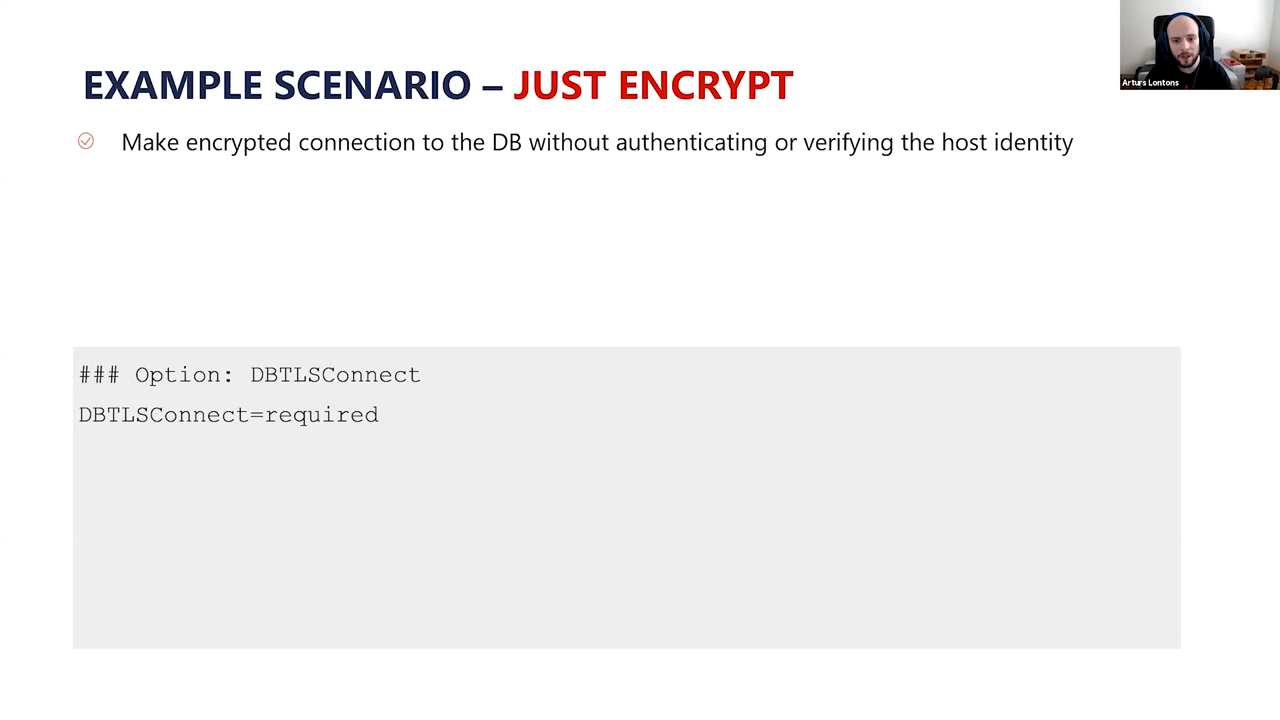 EXAMPLE SCENARIO – JUST ENCRYPT
Make encrypted connection to the DB without authenticating or verifying the host identity
### Option: DBTLSConnect
DBTLSConnect=required
Arturs Lontons